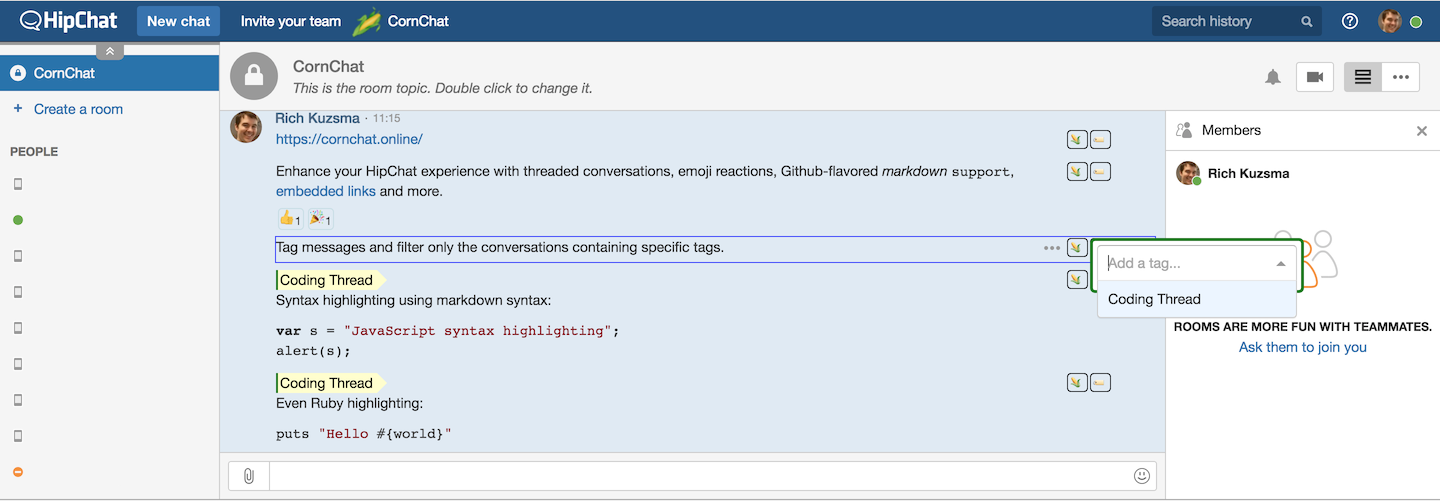 HipChat New chat Invite your team CornChat Search history
CornChat
+ Create a room
PEOPLE
CornChat
This is the room topic. Double click to change it.
Rich Kuzsma · 11:15
https://cornchat.online/
Enhance your HipChat experience with threaded conversations, emoji reactions, Github-flavored markdown support,
embedded links and more.
👍1 🎉1
Tag messages and filter only the conversations containing specific tags.
Coding Thread
Syntax highlighting using markdown syntax:
var s = "JavaScript syntax highlighting";
alert(s);
Coding Thread
Even Ruby highlighting:
puts "Hello #{world}"
Members
Rich Kuzsma
Add a tag...
Coding Thread
ROOMS ARE MORE FUN WITH TEAMMATES.
Ask them to join you